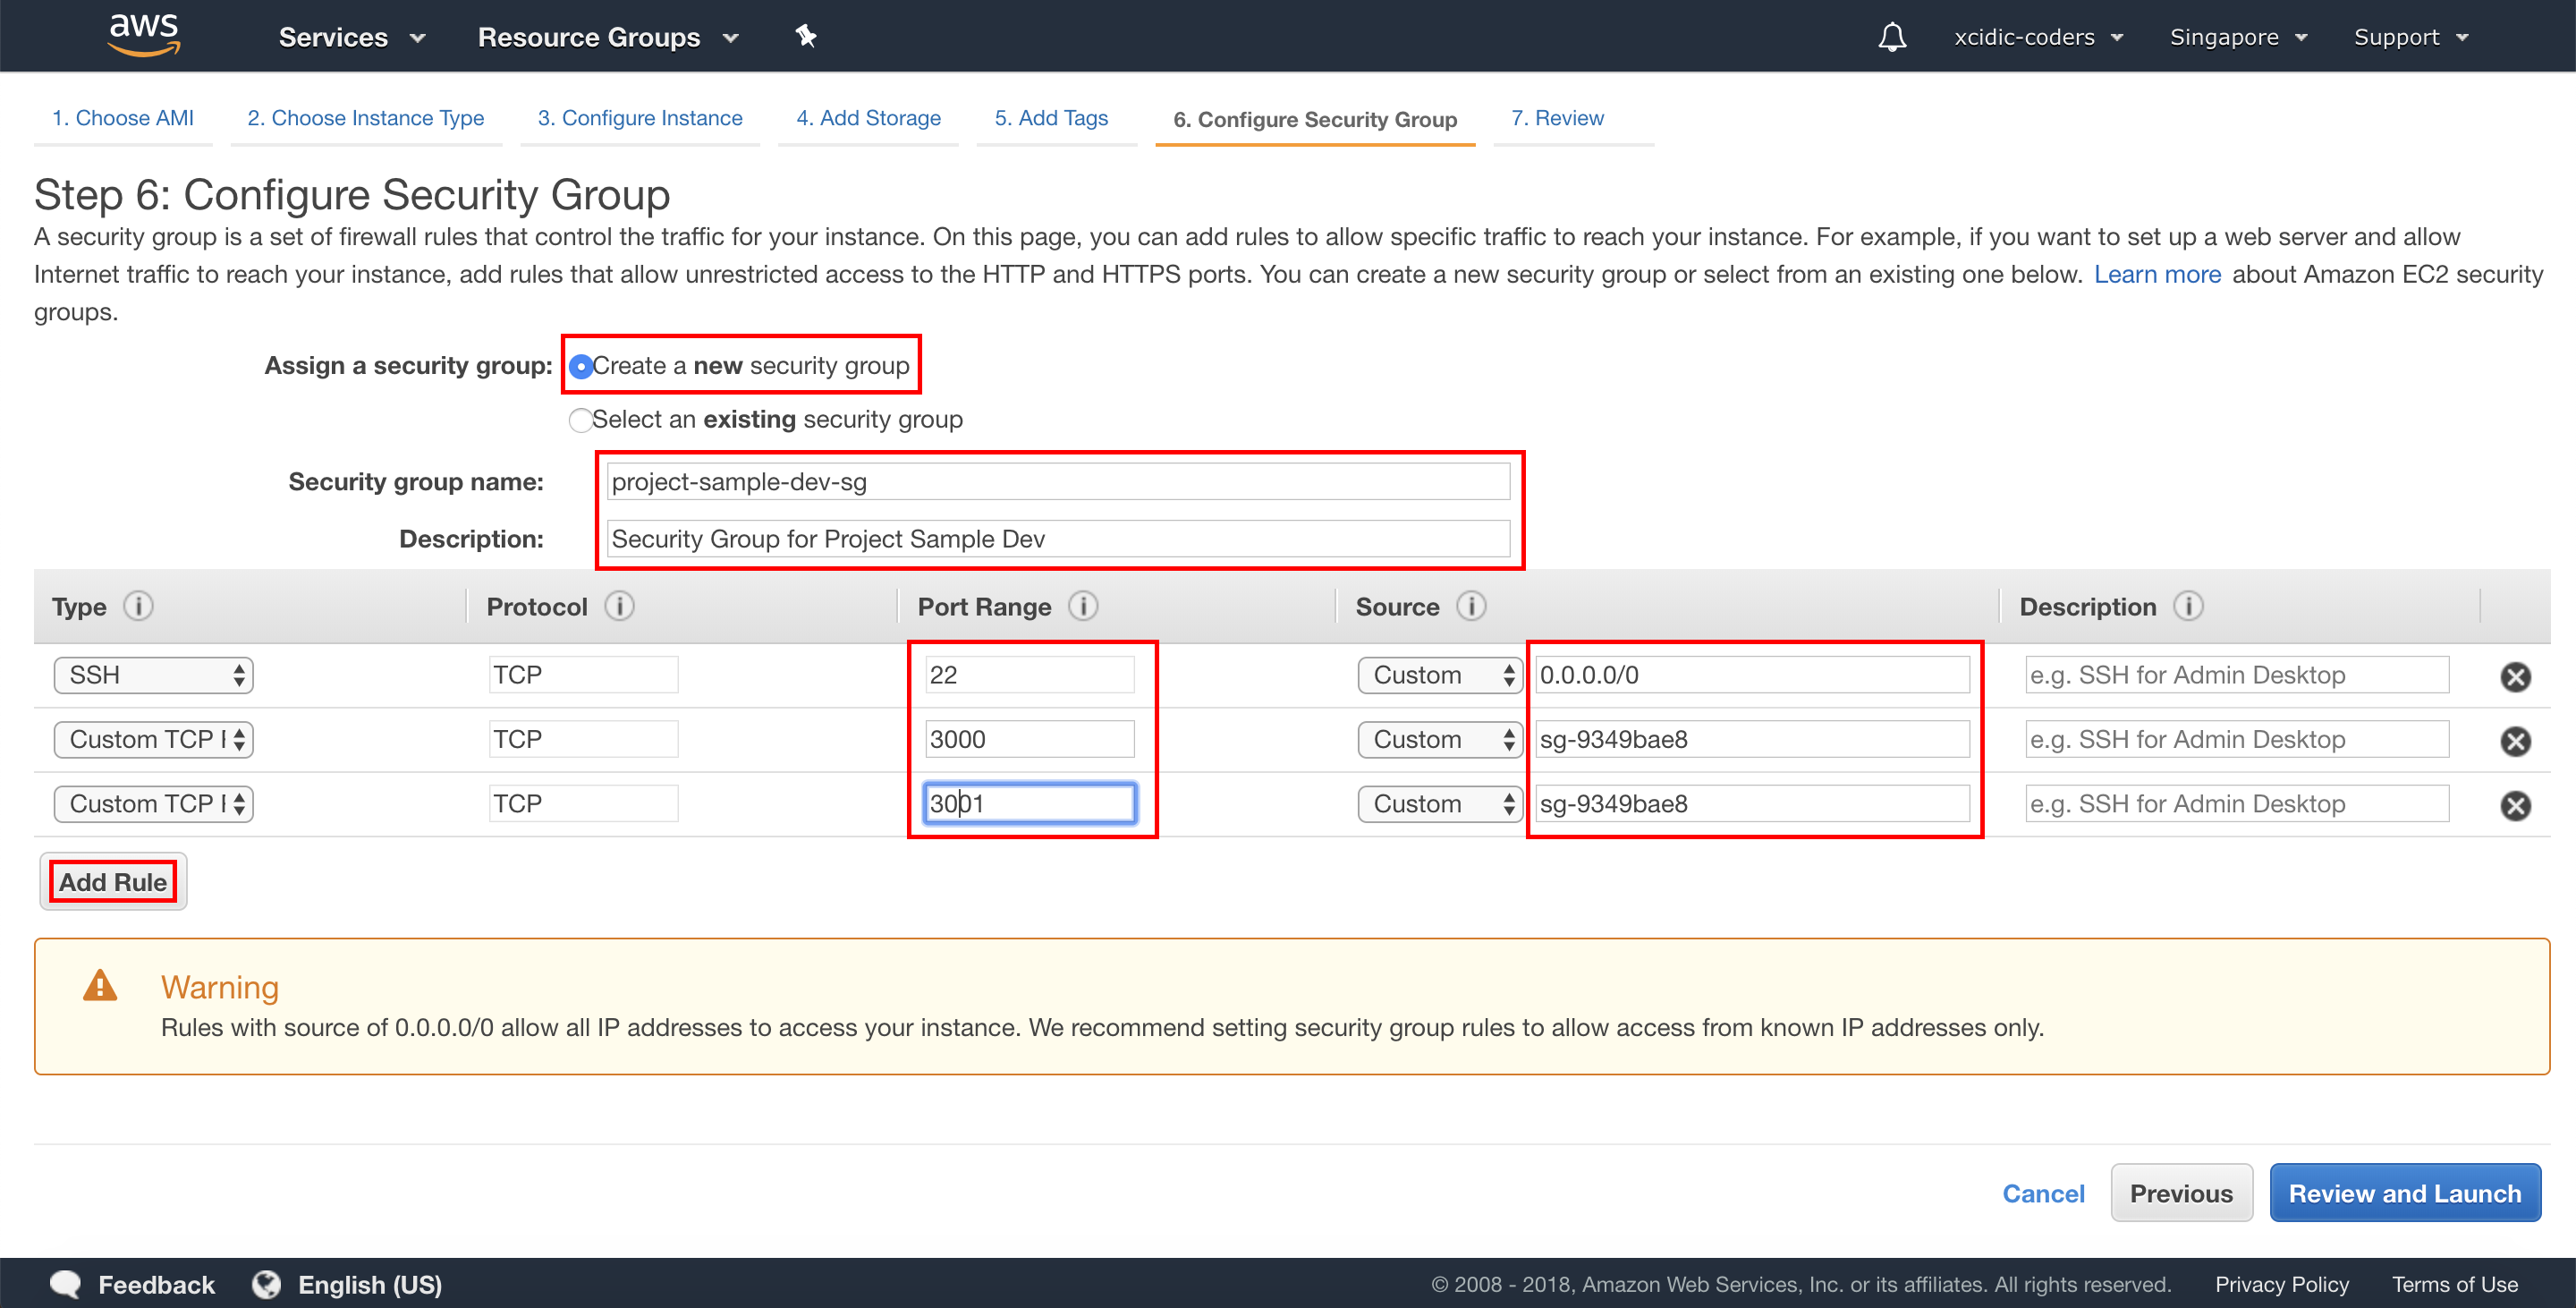 aws Services Resource Groups xcidic-coders Singapore Support
1. Choose AMI 2. Choose Instance Type 3. Configure Instance 4. Add Storage 5. Add Tags 6. Configure Security Group 7. Review
Step 6: Configure Security Group
A security group is a set of firewall rules that control the traffic for your instance. On this page, you can add rules to allow specific traffic to reach your instance. For example, if you want to set up a web server and allow
Internet traffic to reach your instance, add rules that allow unrestricted access to the HTTP and HTTPS ports. You can create a new security group or select from an existing one below. Learn more about Amazon EC2 security
groups.
Assign a security group: Create a new security group
Select an existing security group
Security group name: project-sample-dev-sg
Description: Security Group for Project Sample Dev
Type i Protocol i Port Range i Source i Description i
SSH TCP 22 Custom 0.0.0.0/0 e.g. SSH for Admin Desktop
Custom TCP TCP 3000 Custom sg-9349bae8 e.g. SSH for Admin Desktop
Custom TCP TCP 3001 Custom sg-9349bae8 e.g. SSH for Admin Desktop
Add Rule
Warning
Rules with source of 0.0.0.0/0 allow all IP addresses to access your instance. We recommend setting security group rules to allow access from known IP addresses only.
Cancel Previous Review and Launch
Feedback English (US) © 2008 - 2018, Amazon Web Services, Inc. or its affiliates. All rights reserved. Privacy Policy Terms of Use